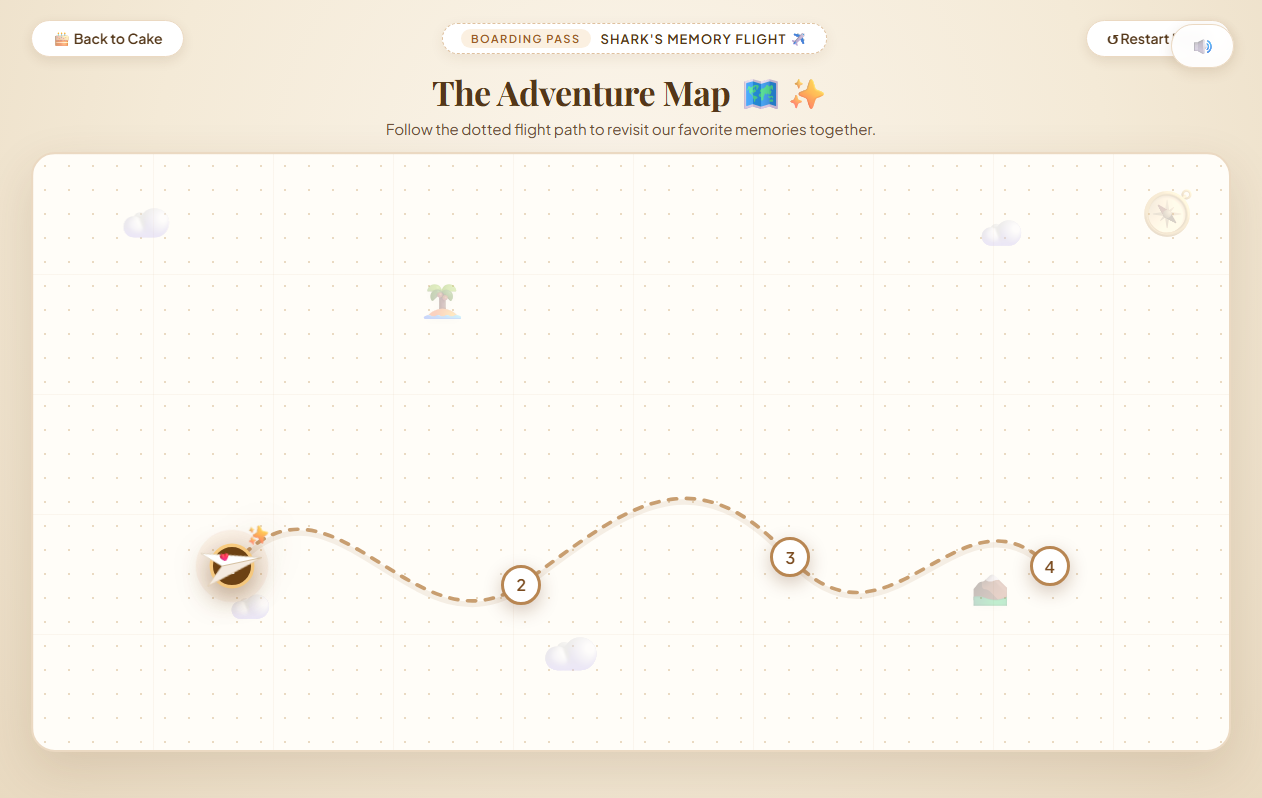 Back to Cake
BOARDING PASS SHARK'S MEMORY FLIGHT
Restart
The Adventure Map
Follow the dotted flight path to revisit our favorite memories together.
2
3
4